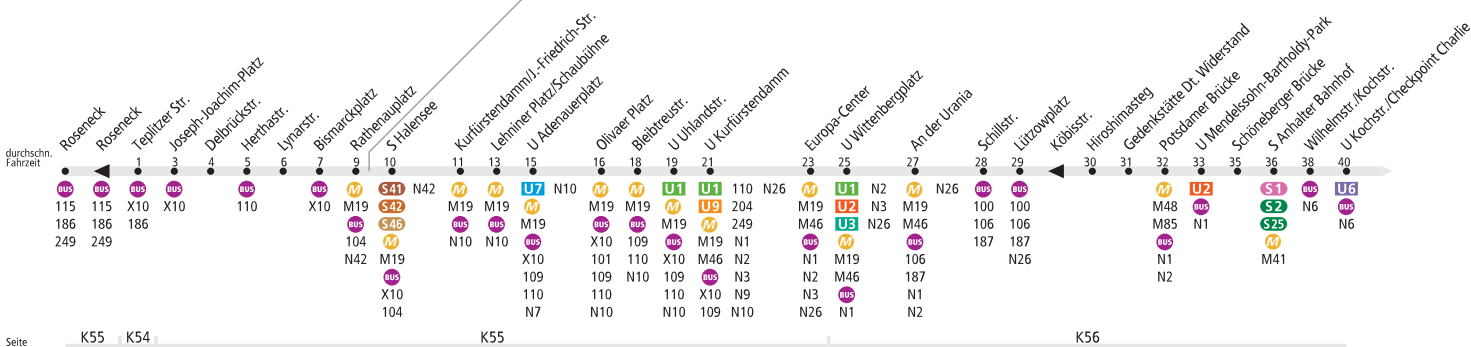 Roseneck
Roseneck
Teplitzer Str.
Joseph-Joachim-Platz
Delbrückstr.
Herthastr.
Lynarstr.
Bismarckplatz
Rathenauplatz
S Halensee
Kurfürstendamm/J.-Friedrich-Str.
Lehniner Platz/Schaubühne
U Adenauerplatz
Olivaer Platz
Bleibtreustr.
U Uhlandstr.
U Kurfürstendamm
Europa-Center
U Wittenbergplatz
An der Urania
Schillstr.
Lützowplatz
Köbisstr.
Hiroshimasteg
Gedenkstätte Dt. Widerstand
Potsdamer Brücke
U Mendelssohn-Bartholdy-Park
Schöneberger Brücke
S Anhalter Bahnhof
Wilhelmstr./Kochstr.
U Kochstr./Checkpoint Charlie
durchschn.
Fahrzeit
1 3 4 5 6 7 9 10 11 13 15 16 18 19 21 23 25 27 28 29 30 31 32 33 35 36 38 40
BUS
115
186
249
BUS
115
186
249
BUS
X10
186
BUS
X10
BUS
110
BUS
X10
M
M19
BUS
104
N42
S41 N42
S42
S46
M
M19
BUS
X10
104
M
M19
BUS
N10
M
M19
BUS
N10
U7 N10
M
M19
BUS
X10
109
110
N7
M
M19
BUS
X10
101
109
110
N10
M
M19
BUS
109
110
N10
U1
M
M19
BUS
X10
109
110
N10
U1 110 N26
U9 204
M 249
M19 N1
M46 N2
BUS N3
X10 N9
109 N10
M
M19
M46
BUS
N1
N2
N3
N26
U1 N2
U2 N3
U3 N26
M
M19
M46
BUS
N1
M N26
M19
M46
BUS
106
187
N1
N2
BUS
100
106
187
BUS
100
106
187
N26
M
M48
M85
BUS
N1
N2
U2
BUS
N1
S1
S2
S25
M
M41
BUS
N6
U6
BUS
N6
Seite K55 K54 K55 K56